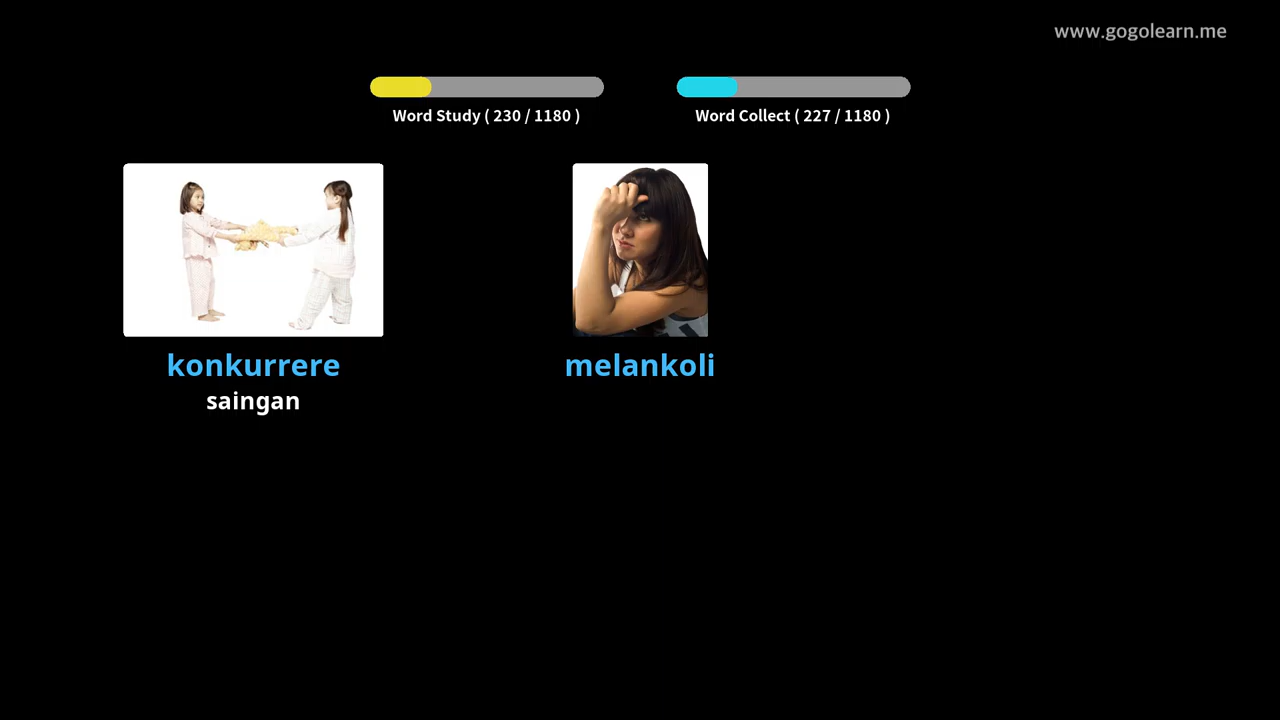 www.gogolearn.me
Word Study ( 230 / 1180 )
Word Collect ( 227 / 1180 )
konkurrere
saingan
melankoli